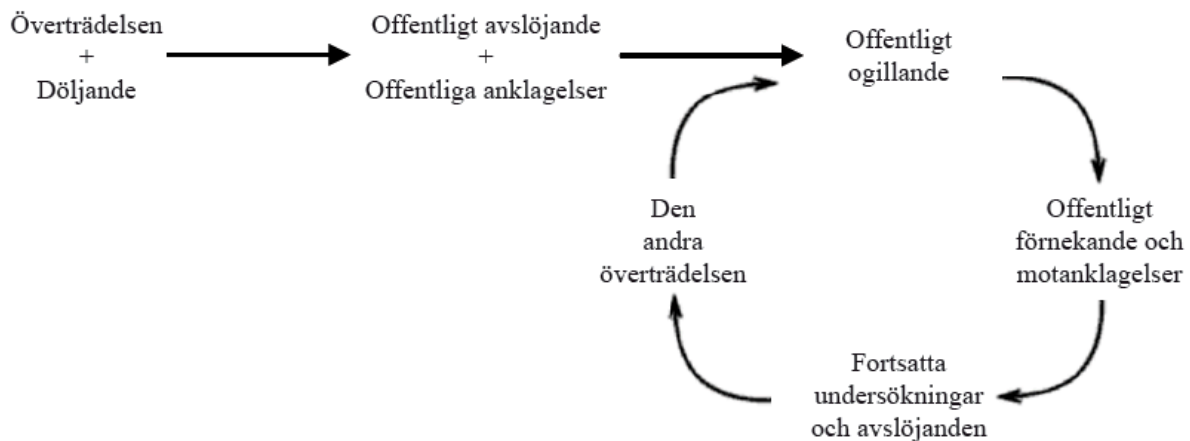 Överträdelsen
+
Döljande
Offentligt avslöjande
+
Offentliga anklagelser
Offentligt
ogillande
Offentligt
förnekande och
motanklagelser
Fortsatta
undersökningar
och avslöjanden
Den
andra
överträdelsen